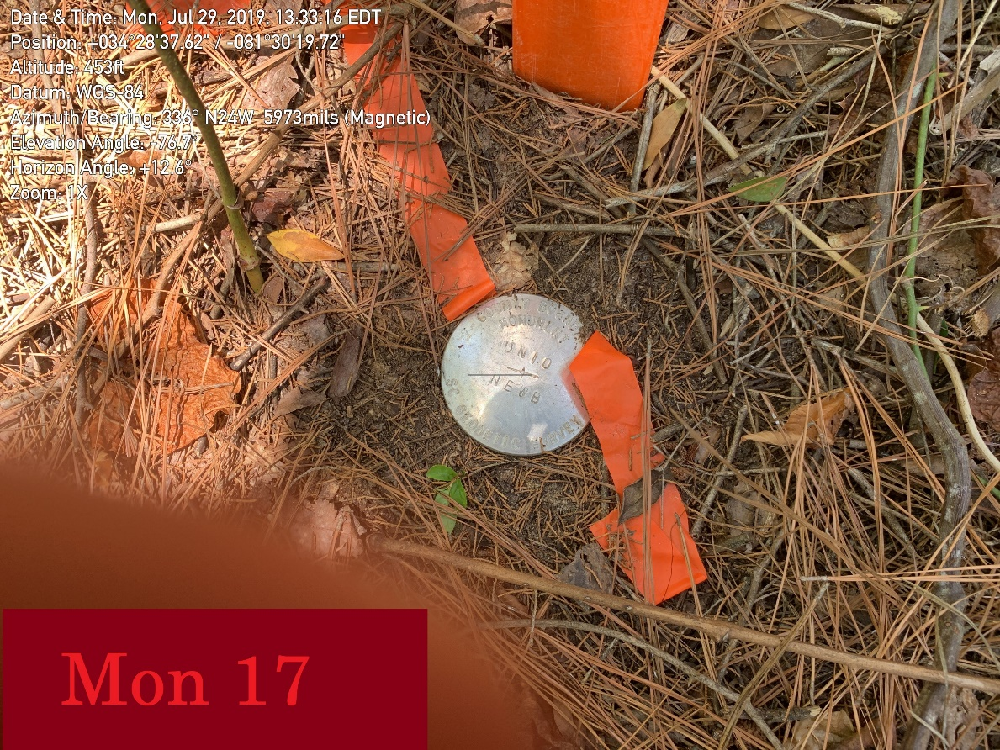 Date & Time: Mon, Jul 29, 2019, 13:33:16 EDT
Position: +034°28'37.62" / -081°30'19.72"
Altitude: 453ft
Datum: WGS-84
Azimuth/Bearing: 336° N24W 5973mils (Magnetic)
Elevation Angle: -76.7°
Horizon Angle: +12.6°
Zoom: 1X
UNIO
NEWB
SC GEODETIC SURVEY
Mon 17